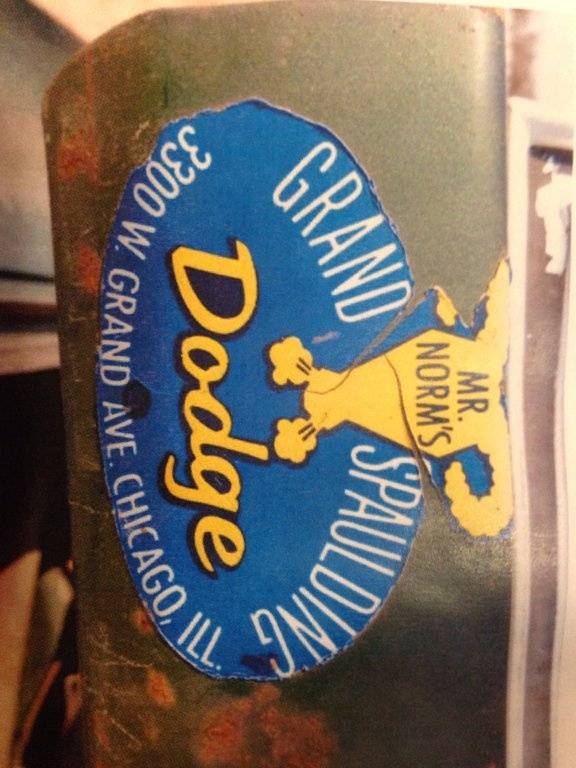 MR.
NORM'S
GRAND SPAULDING
Dodge
3300 W. GRAND AVE. CHICAGO, ILL.